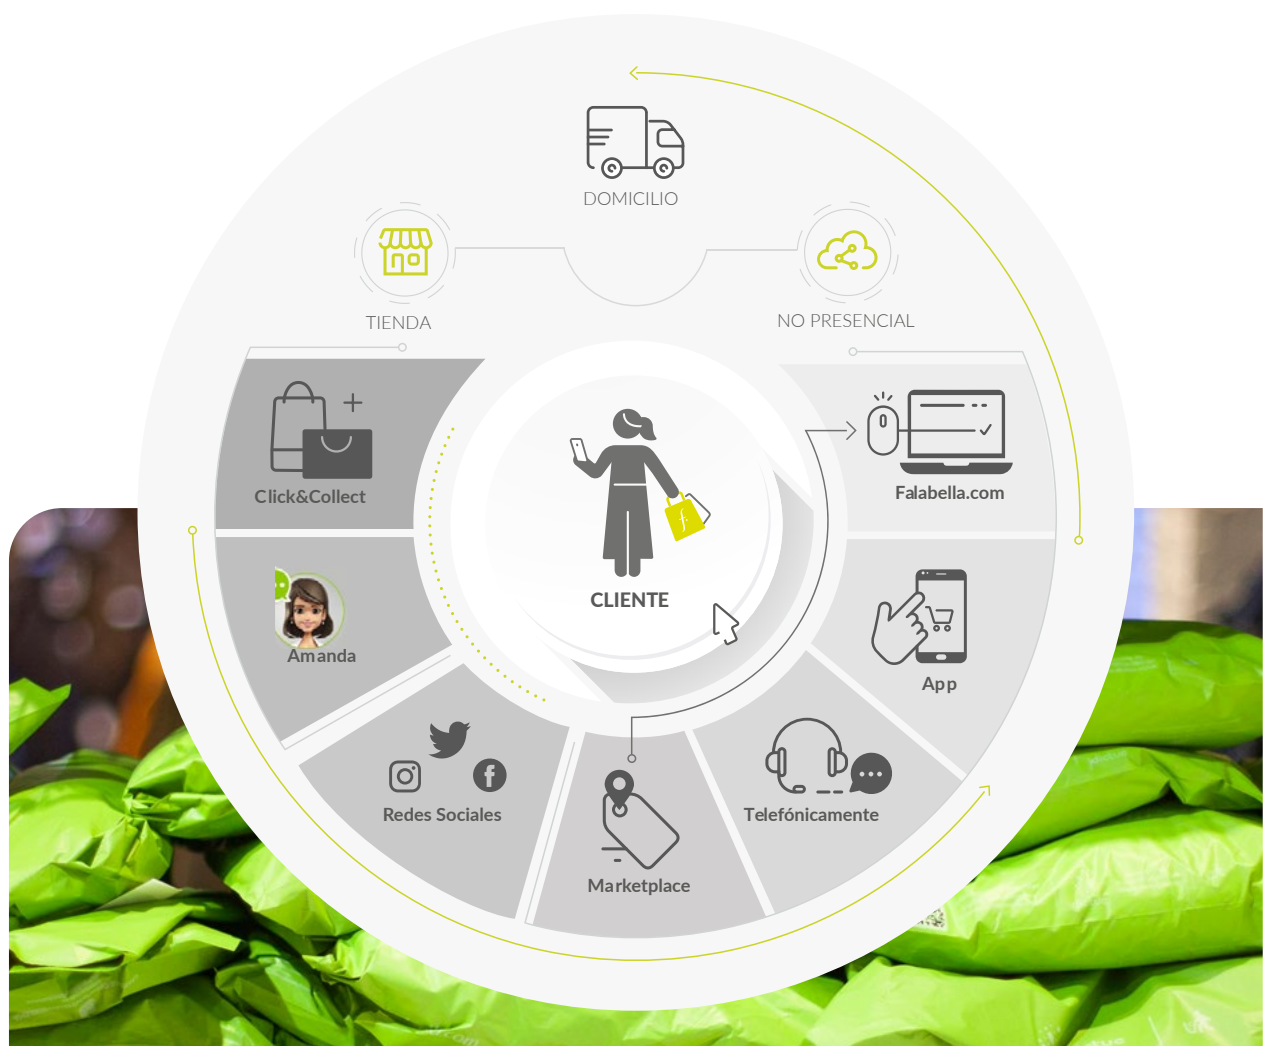 DOMICILIO
TIENDA
NO PRESENCIAL
Click&Collect
Falabella.com
CLIENTE
Amanda
App
Redes Sociales
Telefónicamente
Marketplace